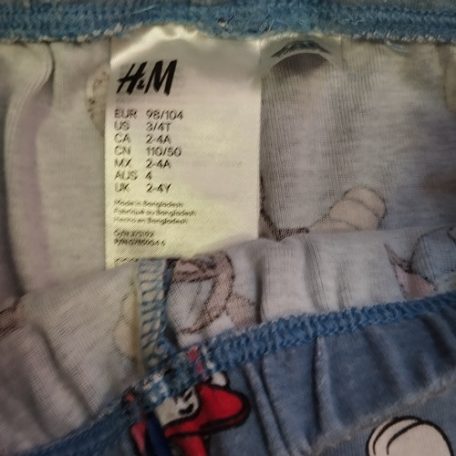 H&M
EUR 98/104
US 3/4T
CA 2-4A
CN 110/50
MX 2-4A
AUS 4
UK 2-4Y
Made in Bangladesh
Fabriqué au Bangladesh
Hecho en Bangladesh